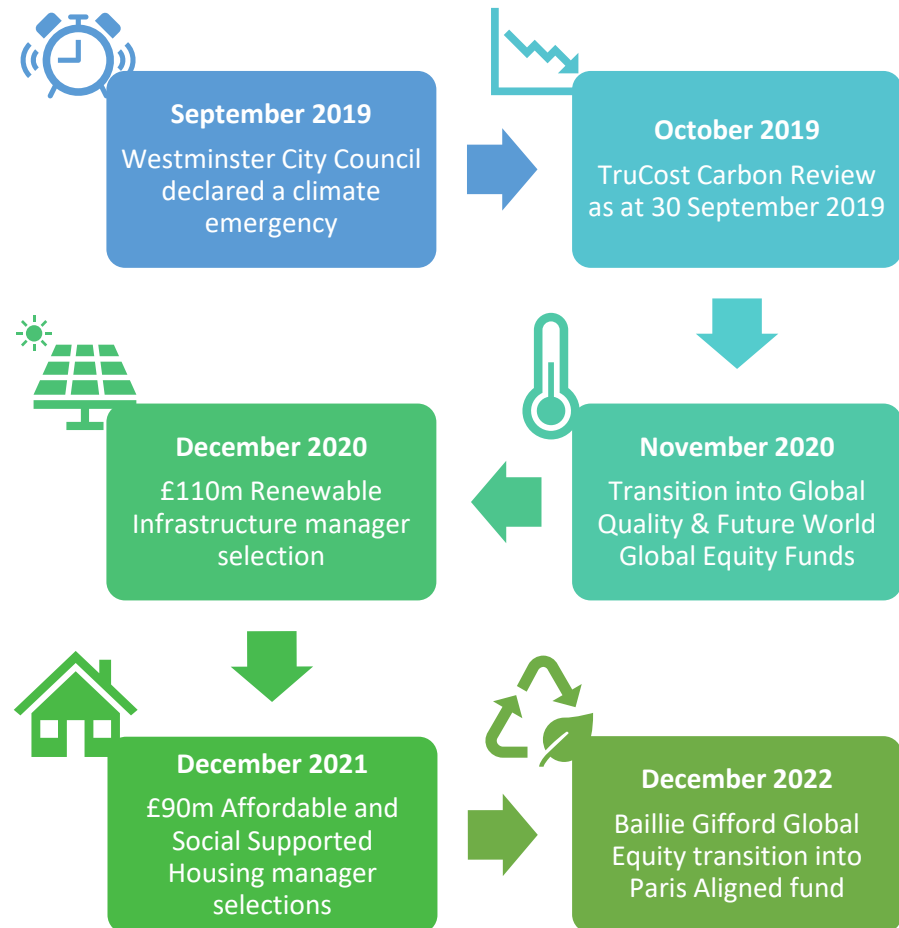 September 2019
Westminster City Council
declared a climate
emergency
October 2019
TruCost Carbon Review
as at 30 September 2019
November 2020
Transition into Global
Quality & Future World
Global Equity Funds
December 2020
£110m Renewable
Infrastructure manager
selection
December 2021
£90m Affordable and
Social Supported
Housing manager
selections
December 2022
Baillie Gifford Global
Equity transition into
Paris Aligned fund